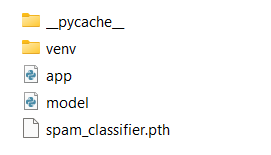 __pycache__
venv
app
model
spam_classifier.pth